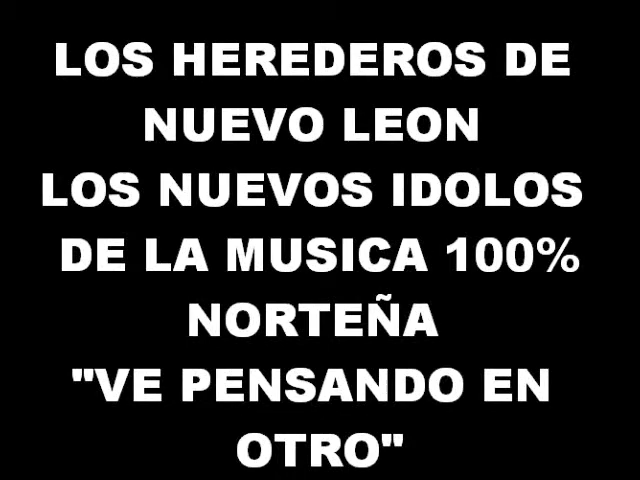 LOS HEREDEROS DE
NUEVO LEON
LOS NUEVOS IDOLOS
DE LA MUSICA 100%
NORTEÑA
"VE PENSANDO EN
OTRO"